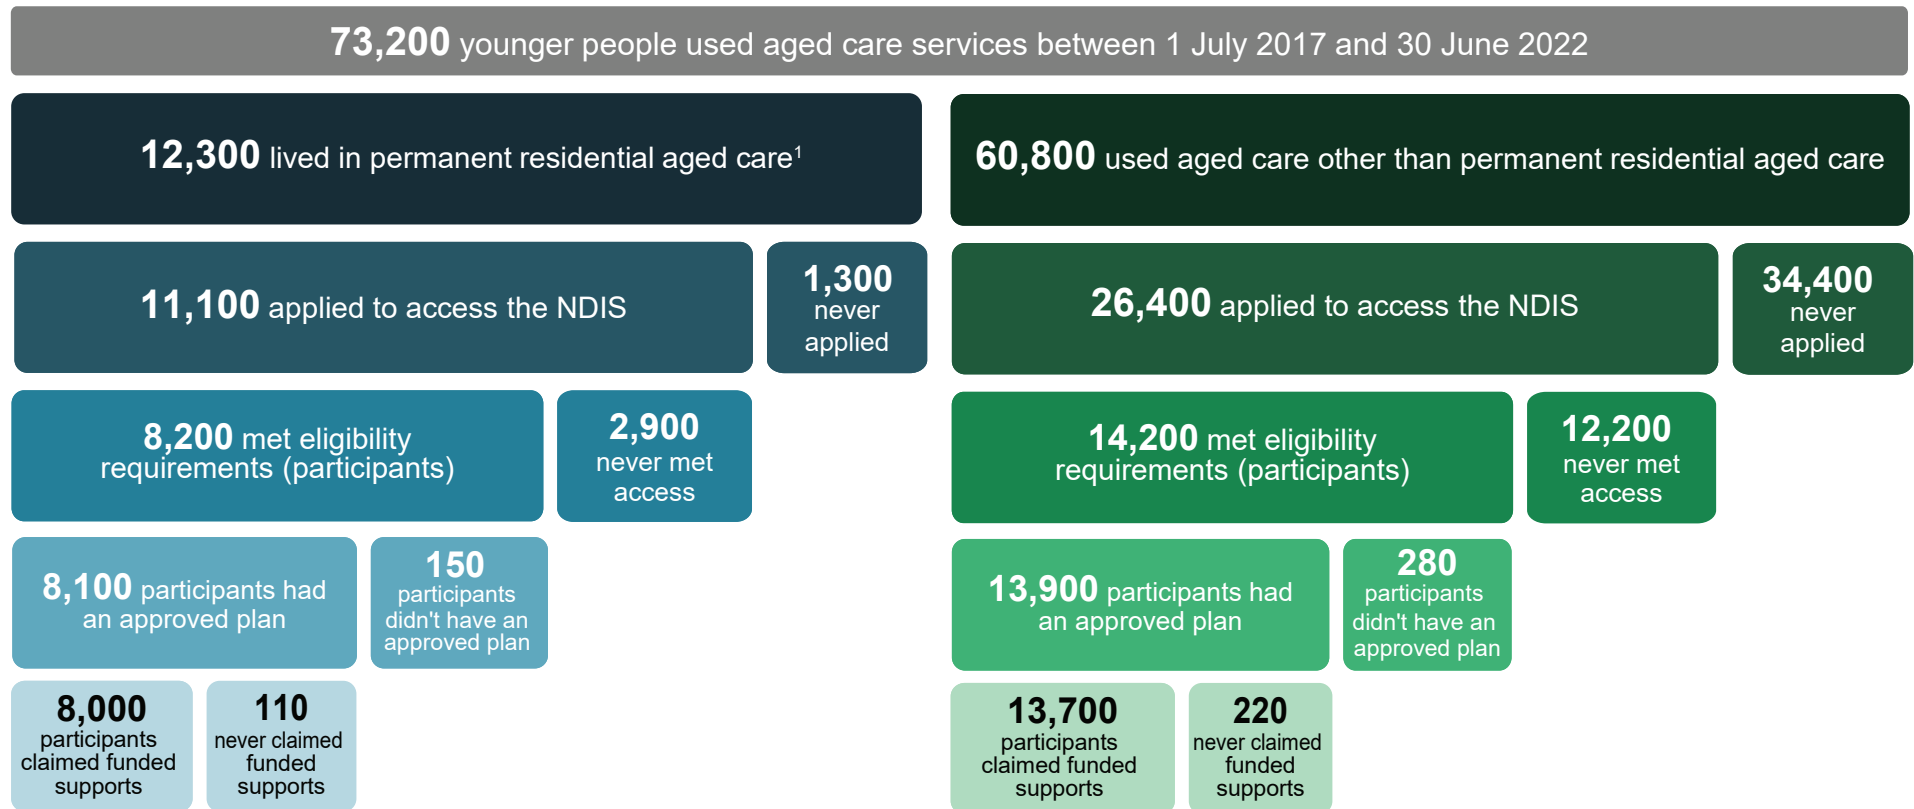 73,200 younger people used aged care services between 1 July 2017 and 30 June 2022
12,300 lived in permanent residential aged care¹
60,800 used aged care other than permanent residential aged care
11,100 applied to access the NDIS
1,300
never
applied
26,400 applied to access the NDIS
34,400
never
applied
8,200 met eligibility
requirements (participants)
2,900
never met
access
14,200 met eligibility
requirements (participants)
12,200
never met
access
8,100 participants had
an approved plan
150
participants
didn't have an
approved plan
13,900 participants had
an approved plan
280
participants
didn't have an
approved plan
8,000
participants
claimed funded
supports
110
never claimed
funded
supports
13,700
participants
claimed funded
supports
220
never claimed
funded
supports